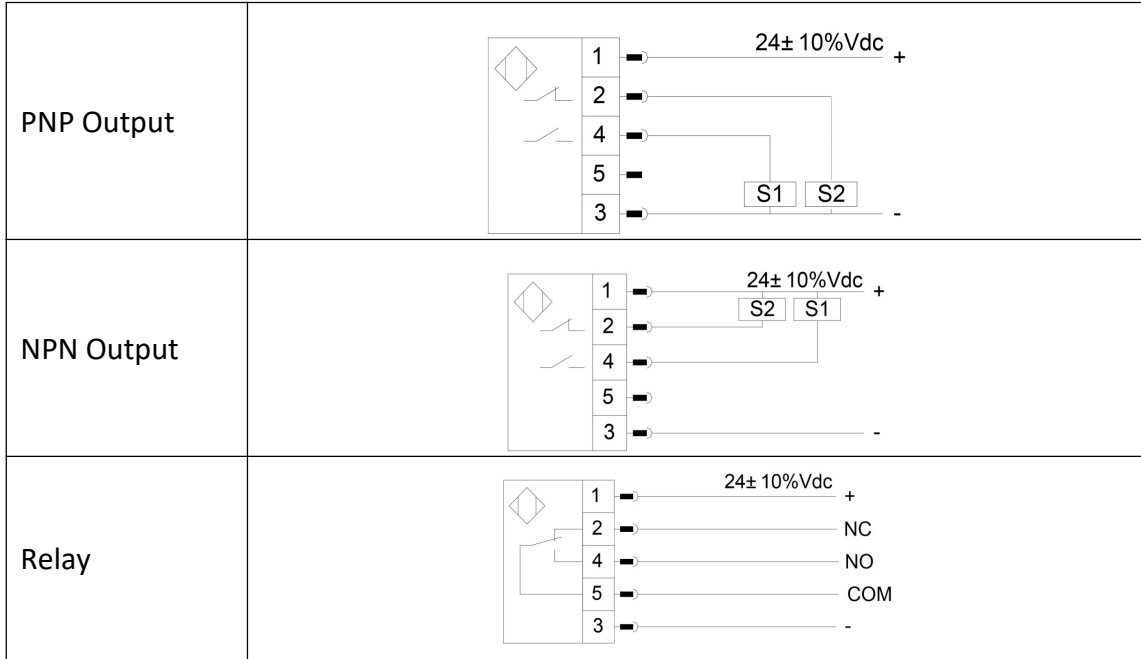 PNP Output
24± 10%Vdc +
1
2
4
5
3
S1 S2
-
NPN Output
24± 10%Vdc +
1
S2 S1
2
4
5
3 -
Relay
24± 10%Vdc
1 +
2 NC
4 NO
5 COM
3 -